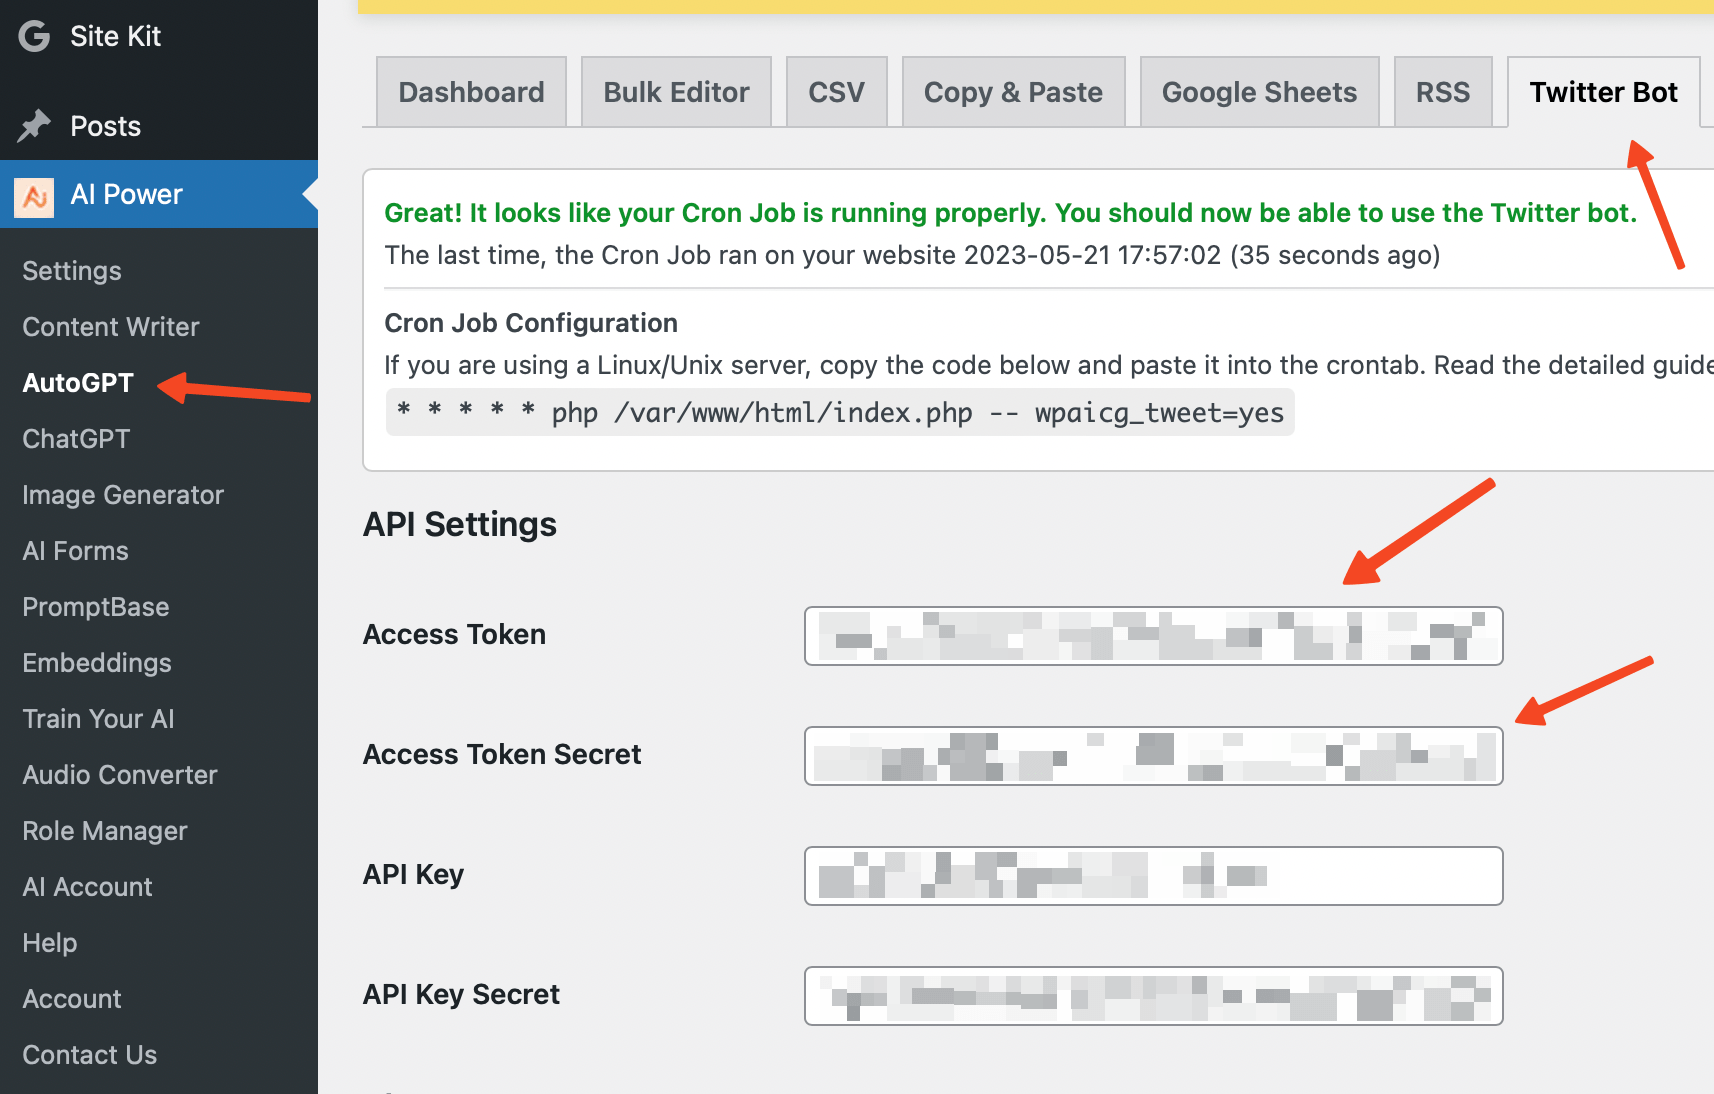 Site Kit
Posts
AI Power
Settings
Content Writer
AutoGPT
ChatGPT
Image Generator
AI Forms
PromptBase
Embeddings
Train Your AI
Audio Converter
Role Manager
AI Account
Help
Account
Contact Us
Dashboard
Bulk Editor
CSV
Copy & Paste
Google Sheets
RSS
Twitter Bot
Great! It looks like your Cron Job is running properly. You should now be able to use the Twitter bot.
The last time, the Cron Job ran on your website 2023-05-21 17:57:02 (35 seconds ago)
Cron Job Configuration
If you are using a Linux/Unix server, copy the code below and paste it into the crontab. Read the detailed guide
* * * * * php /var/www/html/index.php -- wpaicg_tweet=yes
API Settings
Access Token
Access Token Secret
API Key
API Key Secret